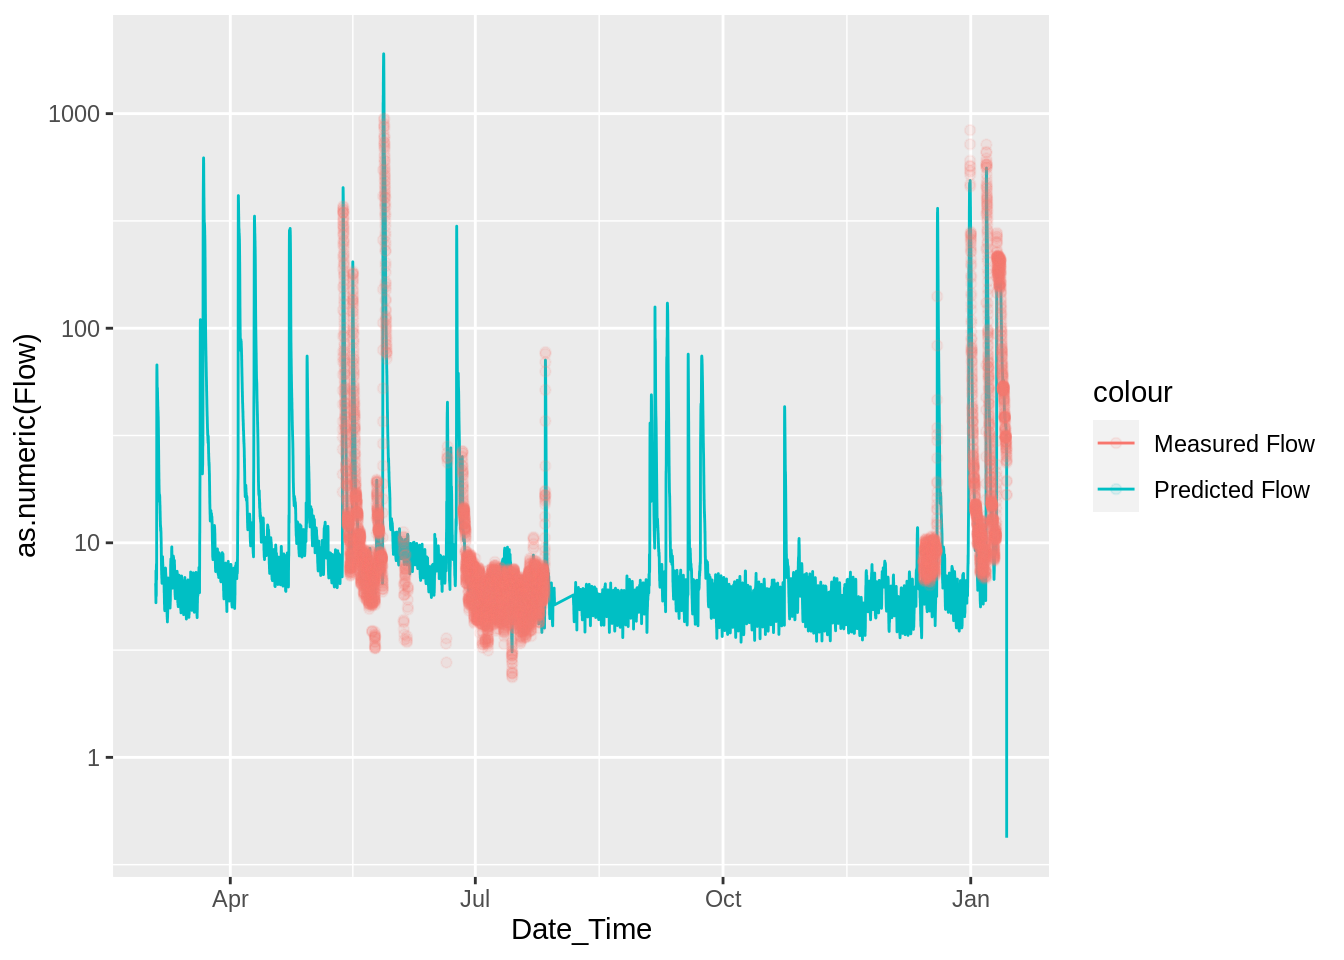 1000
100
10
1
as.numeric(Flow)
Apr
Jul
Oct
Jan
Date_Time
colour
Measured Flow
Predicted Flow